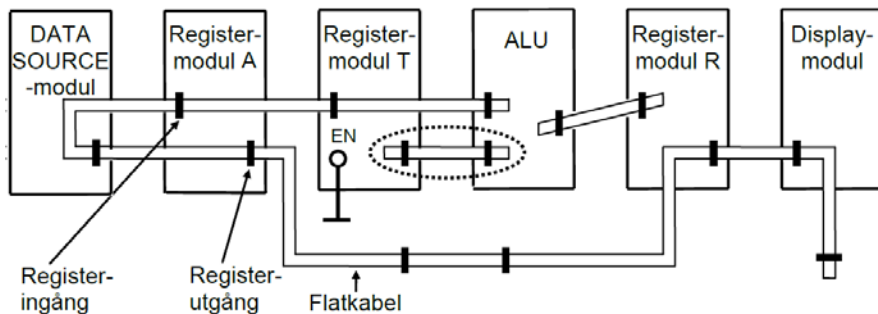 DATA
SOURCE
-modul
Register-
modul A
Register-
modul T
ALU
Register-
modul R
Display-
modul
EN
Register-
ingång
Register-
utgång
Flatkabel